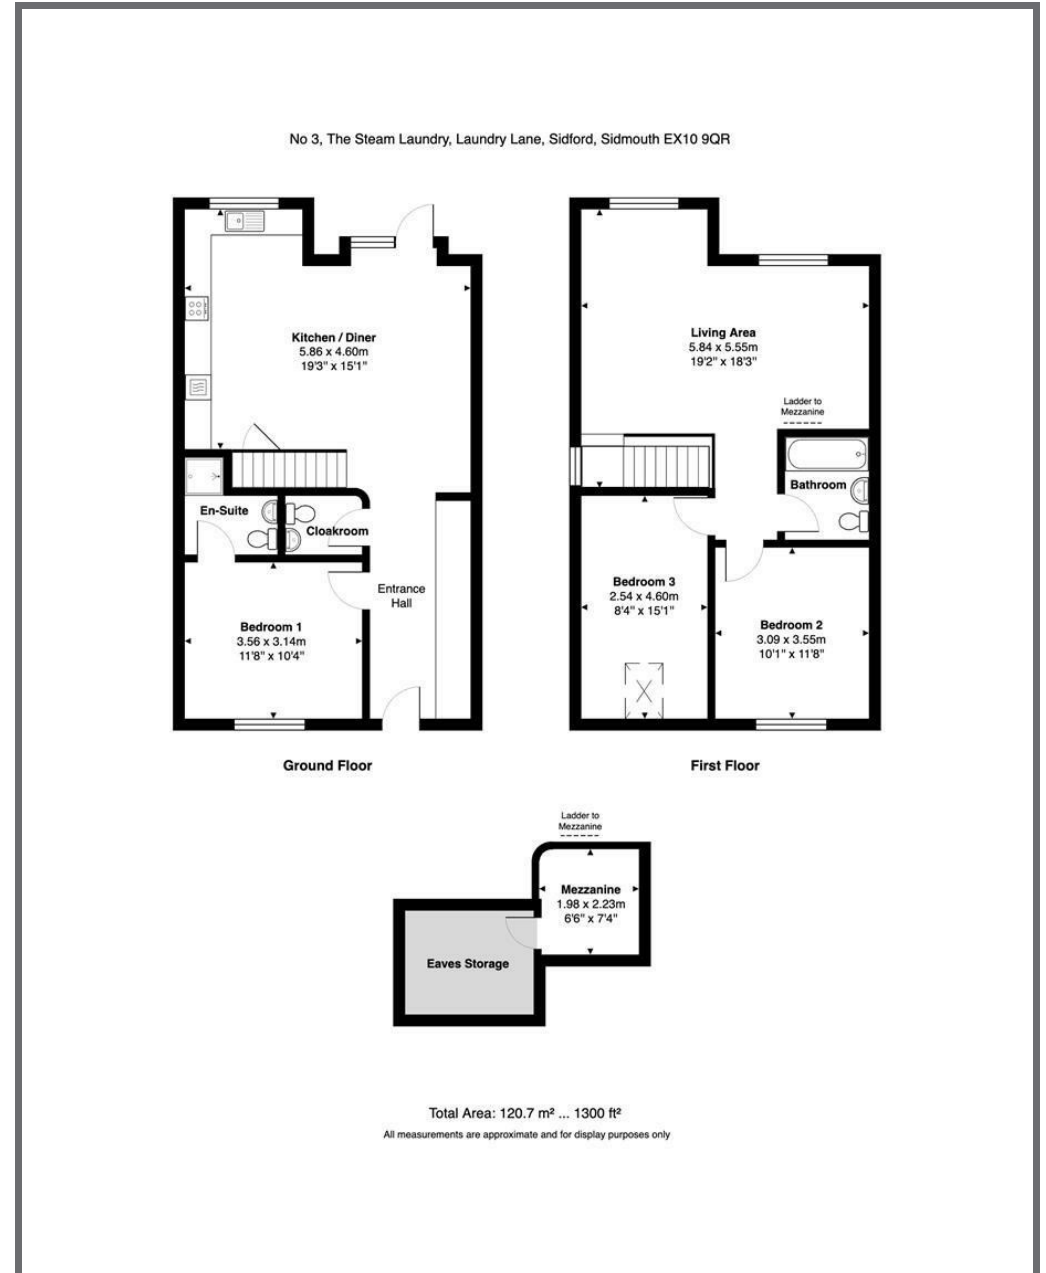 No 3, The Steam Laundry, Laundry Lane, Sidford, Sidmouth EX10 9QR
Kitchen / Diner
5.86 x 4.60m
19'3" x 15'1"
En-Suite
Cloakroom
Entrance
Hall
Bedroom 1
3.56 x 3.14m
11'8" x 10'4"
Ground Floor
Living Area
5.84 x 5.55m
19'2" x 18'3"
Ladder to
Mezzanine
Bathroom
Bedroom 3
2.54 x 4.60m
8'4" x 15'1"
Bedroom 2
3.09 x 3.55m
10'1" x 11'8"
First Floor
Ladder to
Mezzanine
Mezzanine
1.98 x 2.23m
6'6" x 7'4"
Eaves Storage
Total Area: 120.7 m² ... 1300 ft²
All measurements are approximate and for display purposes only